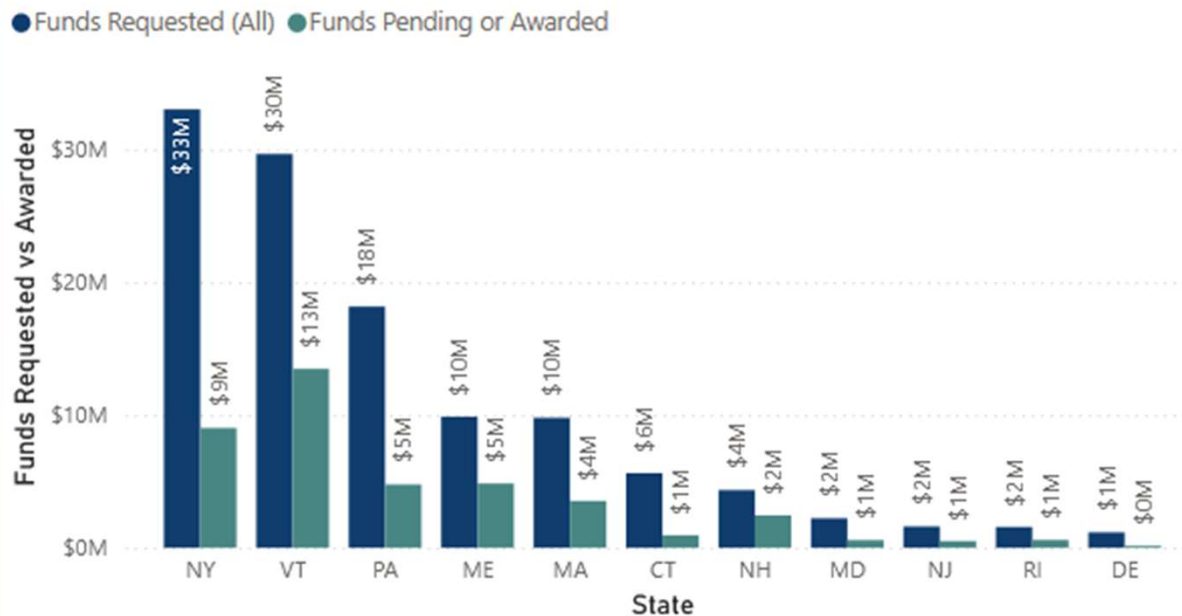 Funds Requested (All) Funds Pending or Awarded
Funds Requested vs Awarded
$30M
$20M
$10M
$0M
$33M
$9M
$30M
$13M
$18M
$5M
$10M
$5M
$10M
$4M
$6M
$1M
$4M
$2M
$2M
$1M
$2M
$1M
$2M
$1M
$1M
$0M
NY VT PA ME MA CT NH MD NJ RI DE
State